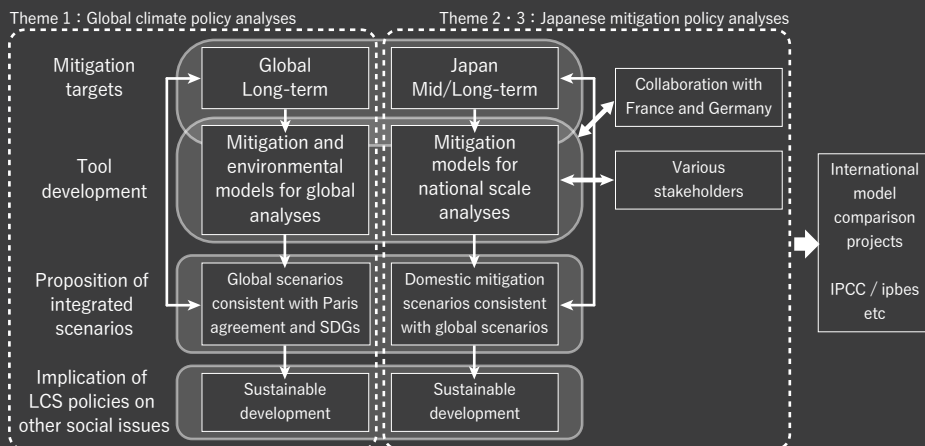 Theme 1：Global climate policy analyses
Theme 2・3：Japanese mitigation policy analyses
Mitigation
targets
Global
Long-term
Japan
Mid/Long-term
Collaboration with
France and Germany
Tool
development
Mitigation and
environmental
models for global
analyses
Mitigation
models for
national scale
analyses
Various
stakeholders
International
model
comparison
projects
IPCC / ipbes
etc
Proposition of
integrated
scenarios
Global scenarios
consistent with Paris
agreement and SDGs
Domestic mitigation
scenarios consistent
with global scenarios
Implication of
LCS policies on
other social issues
Sustainable
development
Sustainable
development